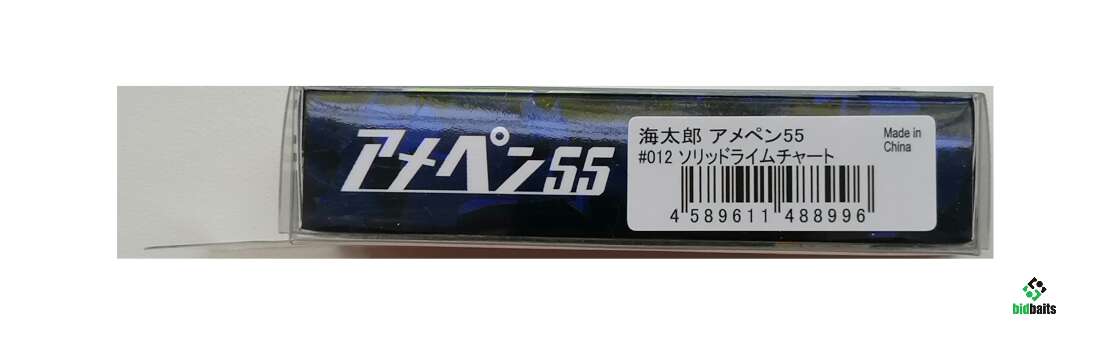 アメペン55
海太郎 アメペン55
#012 ソリッドライムチャート
Made in
China
4 589611 488996
bidbaits